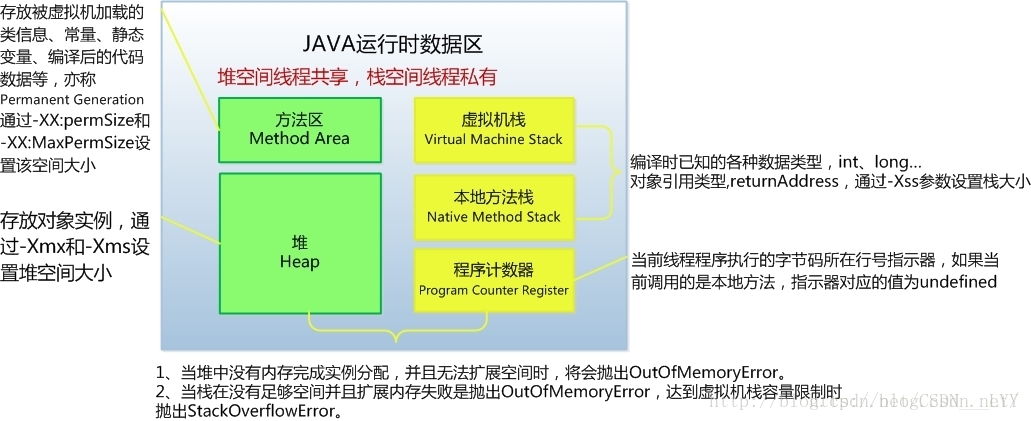 存放被虚拟机加载的
类信息、常量、静态
变量、编译后的代码
数据等，亦称
Permanent Generation
通过-XX:permSize和
-XX:MaxPermSize设
置该空间大小
存放对象实例，通
过-Xmx和-Xms设
置堆空间大小
JAVA运行时数据区
堆空间线程共享，栈空间线程私有
方法区
Method Area
堆
Heap
虚拟机栈
Virtual Machine Stack
本地方法栈
Native Method Stack
程序计数器
Program Counter Register
编译时已知的各种数据类型，int、long...
对象引用类型,returnAddress，通过-Xss参数设置栈大小
当前线程程序执行的字节码所在行号指示器，如果当
前调用的是本地方法，指示器对应的值为undefined
1、当堆中没有内存完成实例分配，并且无法扩展空间时，将会抛出OutOfMemoryError。
2、当栈在没有足够空间并且扩展内存失败是抛出OutOfMemoryError，达到虚拟机栈容量限制时
抛出StackOverflowError。